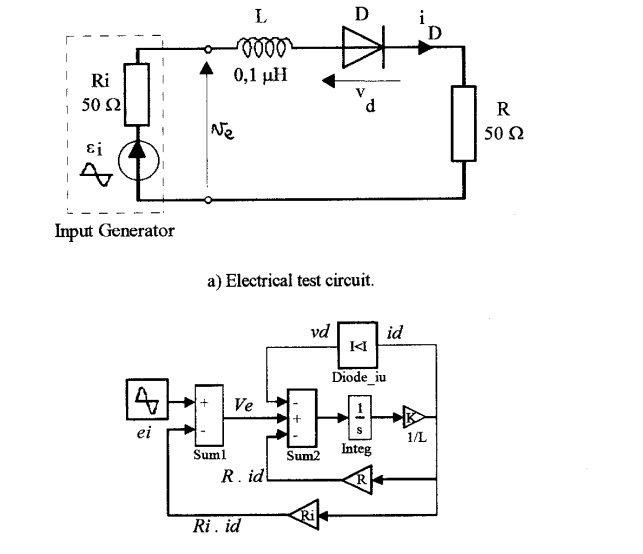 L
D
i
D
Ri
50 Ω
0,1 µH
v
d
R
50 Ω
εi
Ve
Input Generator
a) Electrical test circuit.
vd
id
I<I
Diode_iu
+
-
Ve
-
+
-
1
s
K
1/L
ei
Sum1
Sum2
Integ
R . id
R
Ri
Ri . id